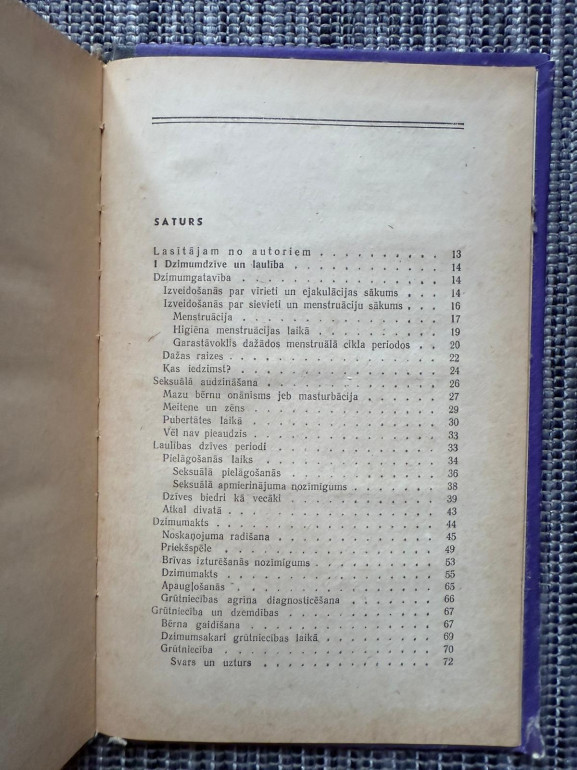 SATURS
Lasītājam no autoriem . . . . . . . . . . 13
I Dzimumdzīve un laulība . . . . . . . . . . . 14
Dzimumgatavība . . . . . . . . . . . . . 14
Izveidošanās par vīrieti un ejakulācijas sākums . . . . 14
Izveidošanās par sievieti un menstruāciju sākums . . . . 16
Menstruācija . . . . . . . . . . . . . 17
Higiēna menstruācijas laikā . . . . . . . . . 19
Garastāvoklis dažādos menstruālā cikla periodos . . . 20
Dažas raizes . . . . . . . . . . . . . . 22
Kas iedzimst? . . . . . . . . . . . . . 24
Seksuālā audzināšana . . . . . . . . . . . . 26
Mazu bērnu onānisms jeb masturbācija . . . . . . 27
Meitene un zēns . . . . . . . . . . . . . 29
Pubertātes laikā . . . . . . . . . . . . . 30
Vēl nav pieaudzis . . . . . . . . . . . . 33
Laulības dzīves periodi . . . . . . . . . . . . 33
Pielāgošanās laiks . . . . . . . . . . . . 34
Seksuālā pielāgošanās . . . . . . . . . . 36
Seksuālā apmierinājuma nozīmīgums . . . . . . . 38
Dzīves biedri kā vecāki . . . . . . . . . . . 39
Atkal divatā . . . . . . . . . . . . . . 43
Dzimumakts . . . . . . . . . . . . . . . 44
Noskaņojuma radīšana . . . . . . . . . . . 45
Priekšspēle . . . . . . . . . . . . . . 49
Brīvas izturēšanās nozīmīgums . . . . . . . . . 53
Dzimumakts . . . . . . . . . . . . . . 55
Apaugļošanās . . . . . . . . . . . . . . 65
Grūtniecības agrīna diagnosticēšana . . . . . . . 66
Grūtniecība un dzemdības . . . . . . . . . . . 67
Bērna gaidīšana . . . . . . . . . . . . . 67
Dzimumsakari grūtniecības laikā . . . . . . . . 69
Grūtniecība . . . . . . . . . . . . . . 70
Svars un uzturs . . . . . . . . . . . . 72